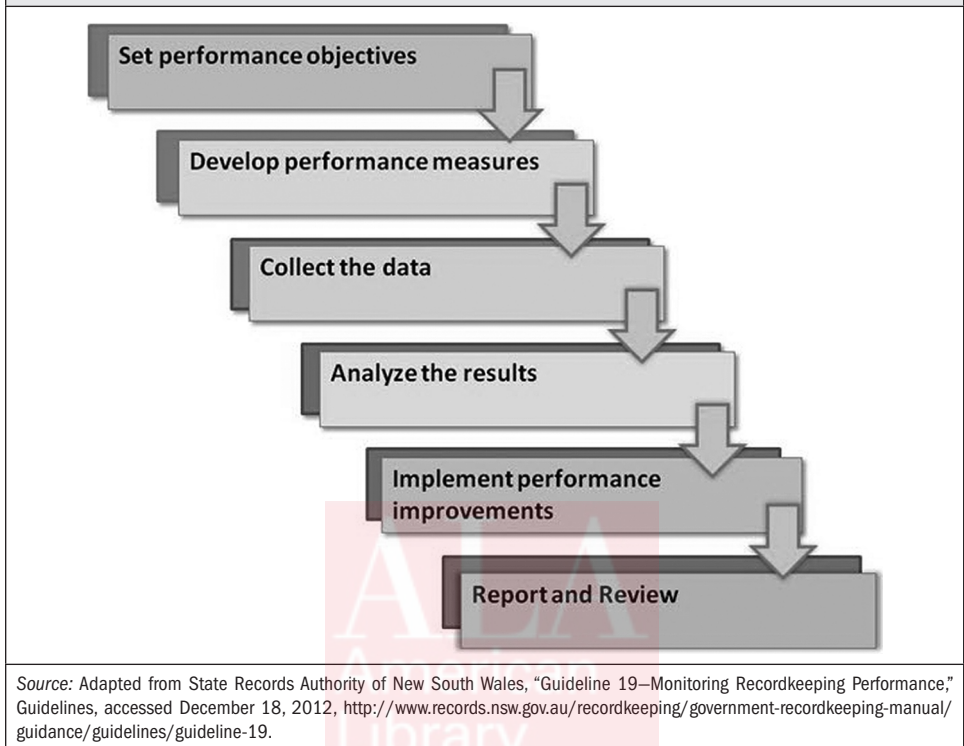 Set performance objectives
Develop performance measures
Collect the data
Analyze the results
Implement performance
improvements
Report and Review
ALA
American
Library
Source: Adapted from State Records Authority of New South Wales, “Guideline 19—Monitoring Recordkeeping Performance,”
Guidelines, accessed December 18, 2012, http://www.records.nsw.gov.au/recordkeeping/government-recordkeeping-manual/
guidance/guidelines/guideline-19.